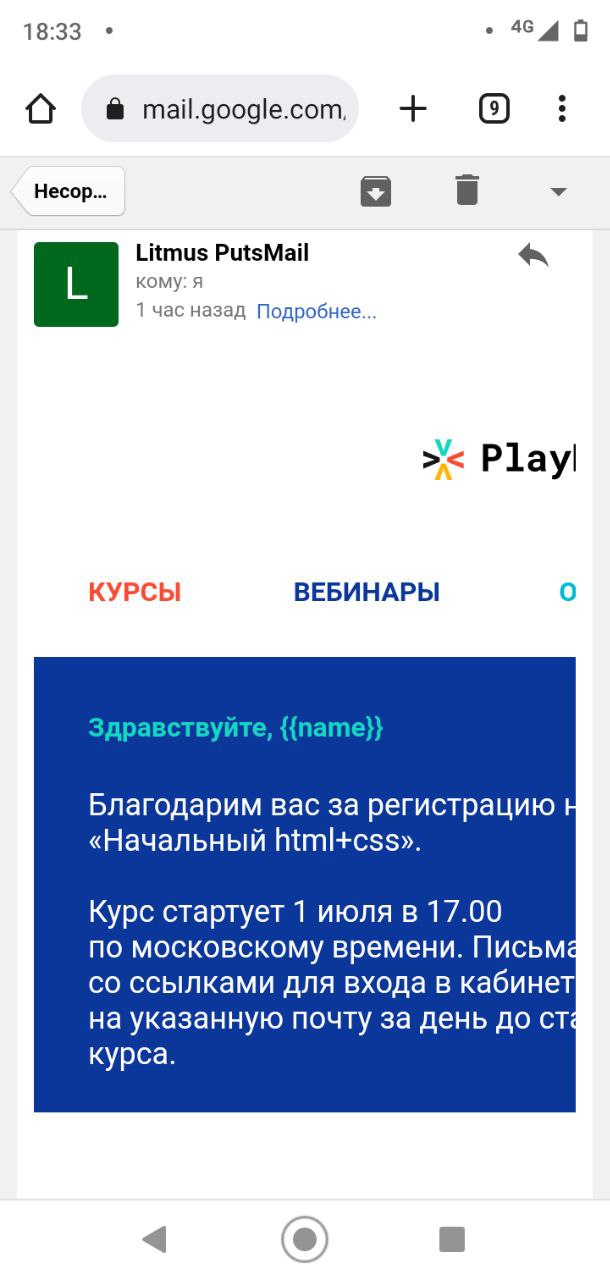 18:33
4G
mail.google.com
9
Несор...
L
Litmus PutsMail
кому: я
1 час назад Подробнее...
Play
КУРСЫ ВЕБИНАРЫ О
Здравствуйте, {{name}}
Благодарим вас за регистрацию н
«Начальный html+css».
Курс стартует 1 июля в 17.00
по московскому времени. Письма
со ссылками для входа в кабинет
на указанную почту за день до ста
курса.